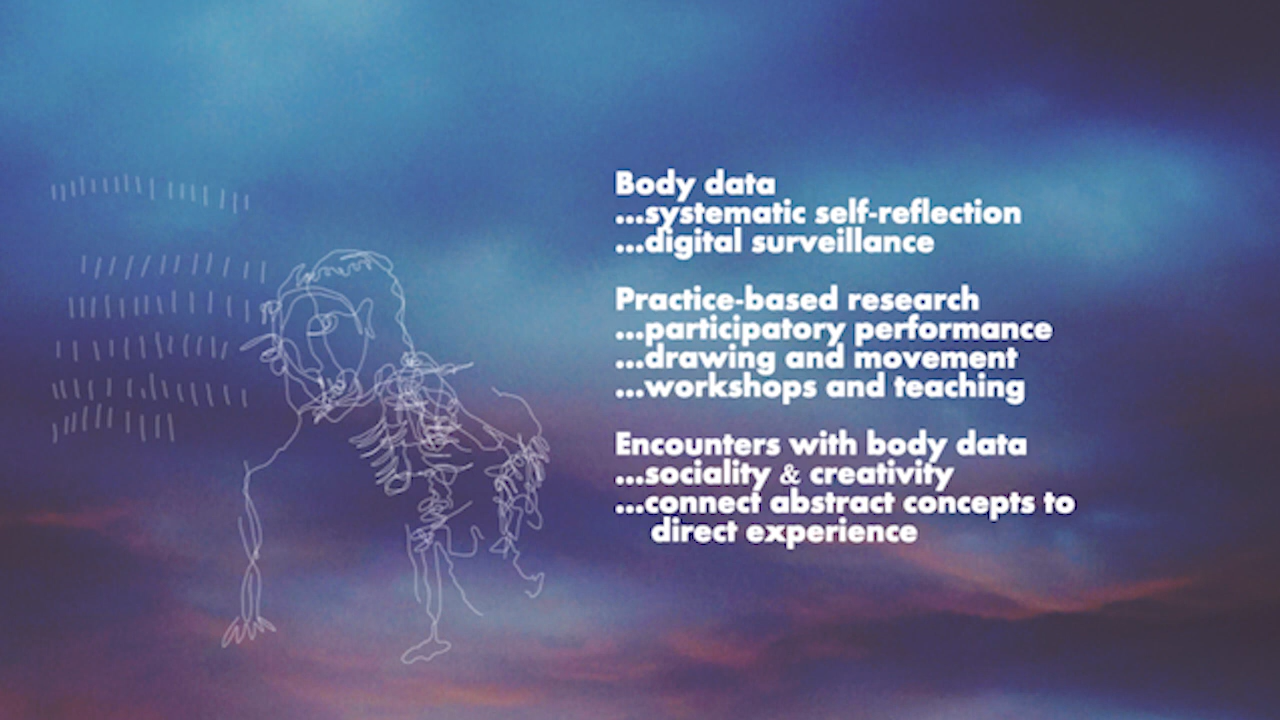 Body data
...systematic self-reflection
...digital surveillance
Practice-based research
...participatory performance
...drawing and movement
...workshops and teaching
Encounters with body data
...sociality & creativity
...connect abstract concepts to
direct experience